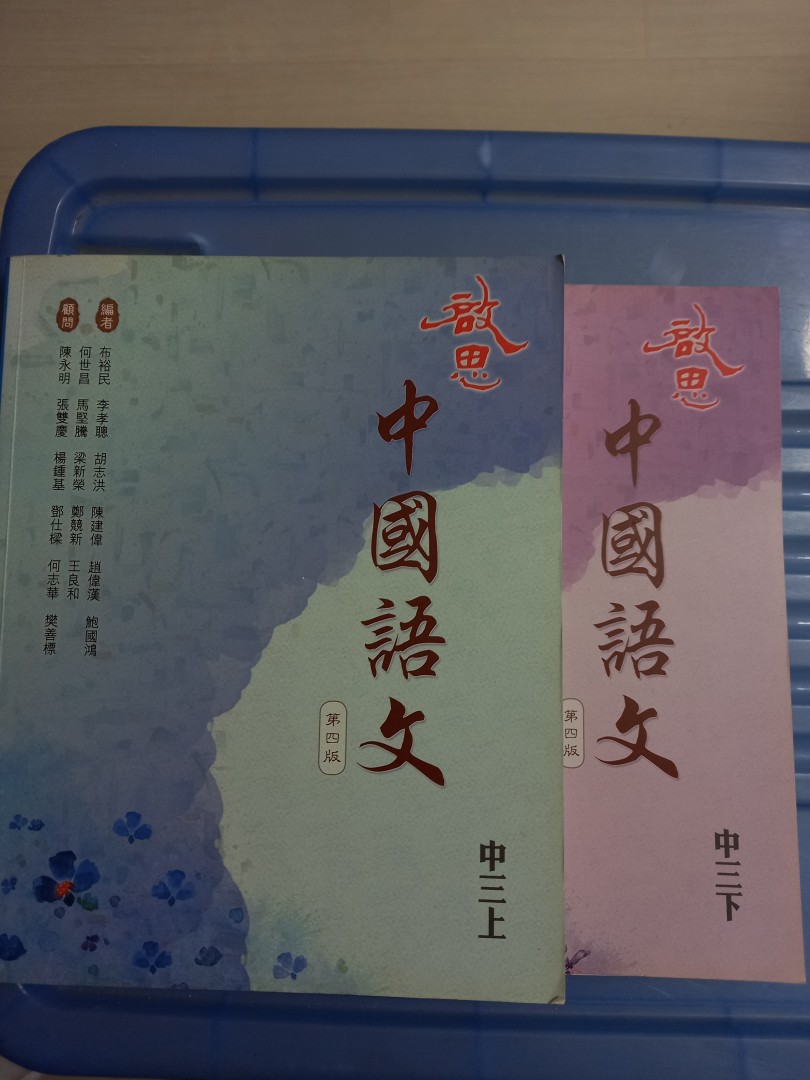 啟思
中國語文
第四版
中三上
編者
布裕民 李孝聰 胡志洪 陳建偉 趙偉漢 鮑國鴻
何世昌 馬堅騰 梁新榮 鄭競新 王良和
顧問
陳永明 張雙慶 楊鍾基 鄧仕樑 何志華 樊善標
啟思
中國語文
第四版
中三下